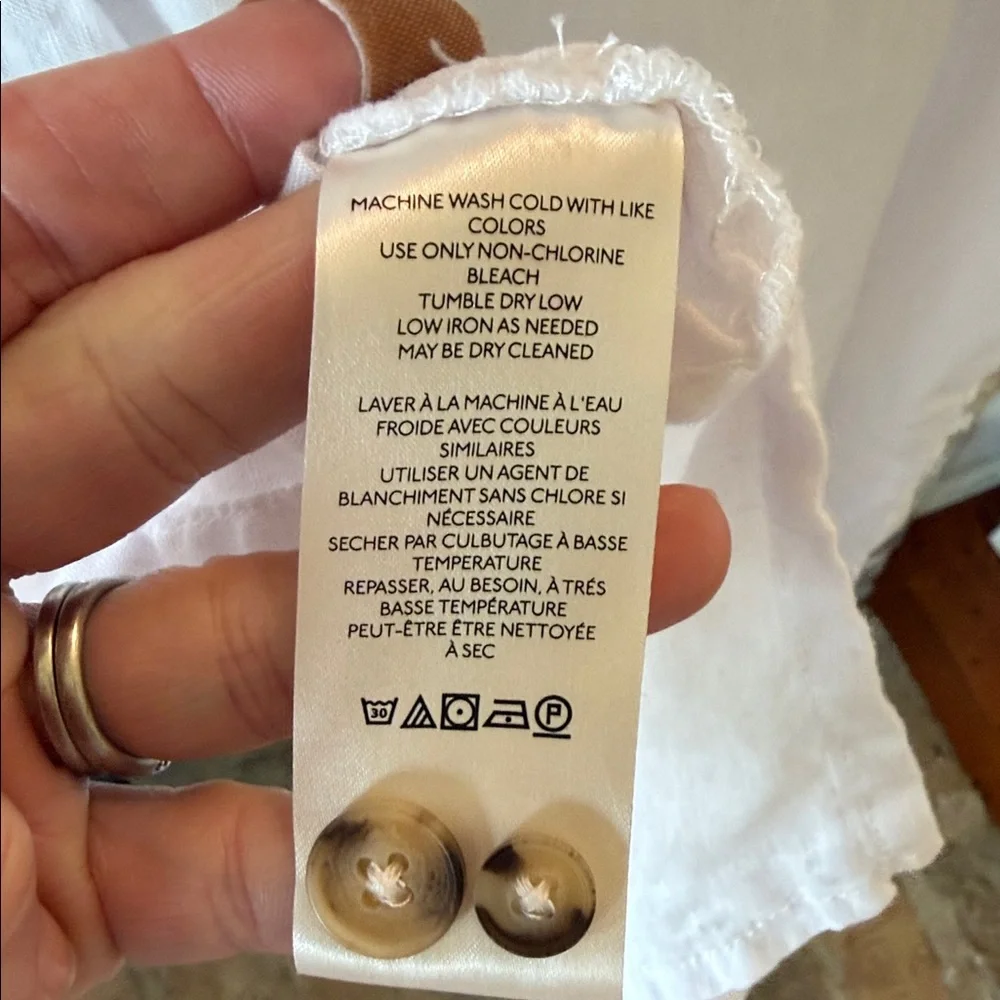 MACHINE WASH COLD WITH LIKE
COLORS
USE ONLY NON-CHLORINE
BLEACH
TUMBLE DRY LOW
LOW IRON AS NEEDED
MAY BE DRY CLEANED
LAVER À LA MACHINE À L'EAU
FROIDE AVEC COULEURS
SIMILAIRES
UTILISER UN AGENT DE
BLANCHIMENT SANS CHLORE SI
NÉCESSAIRE
SECHER PAR CULBUTAGE À BASSE
TEMPERATURE
REPASSER, AU BESOIN, À TRÉS
BASSE TEMPÉRATURE
PEUT-ÊTRE ÊTRE NETTOYÉE
À SEC
30 P